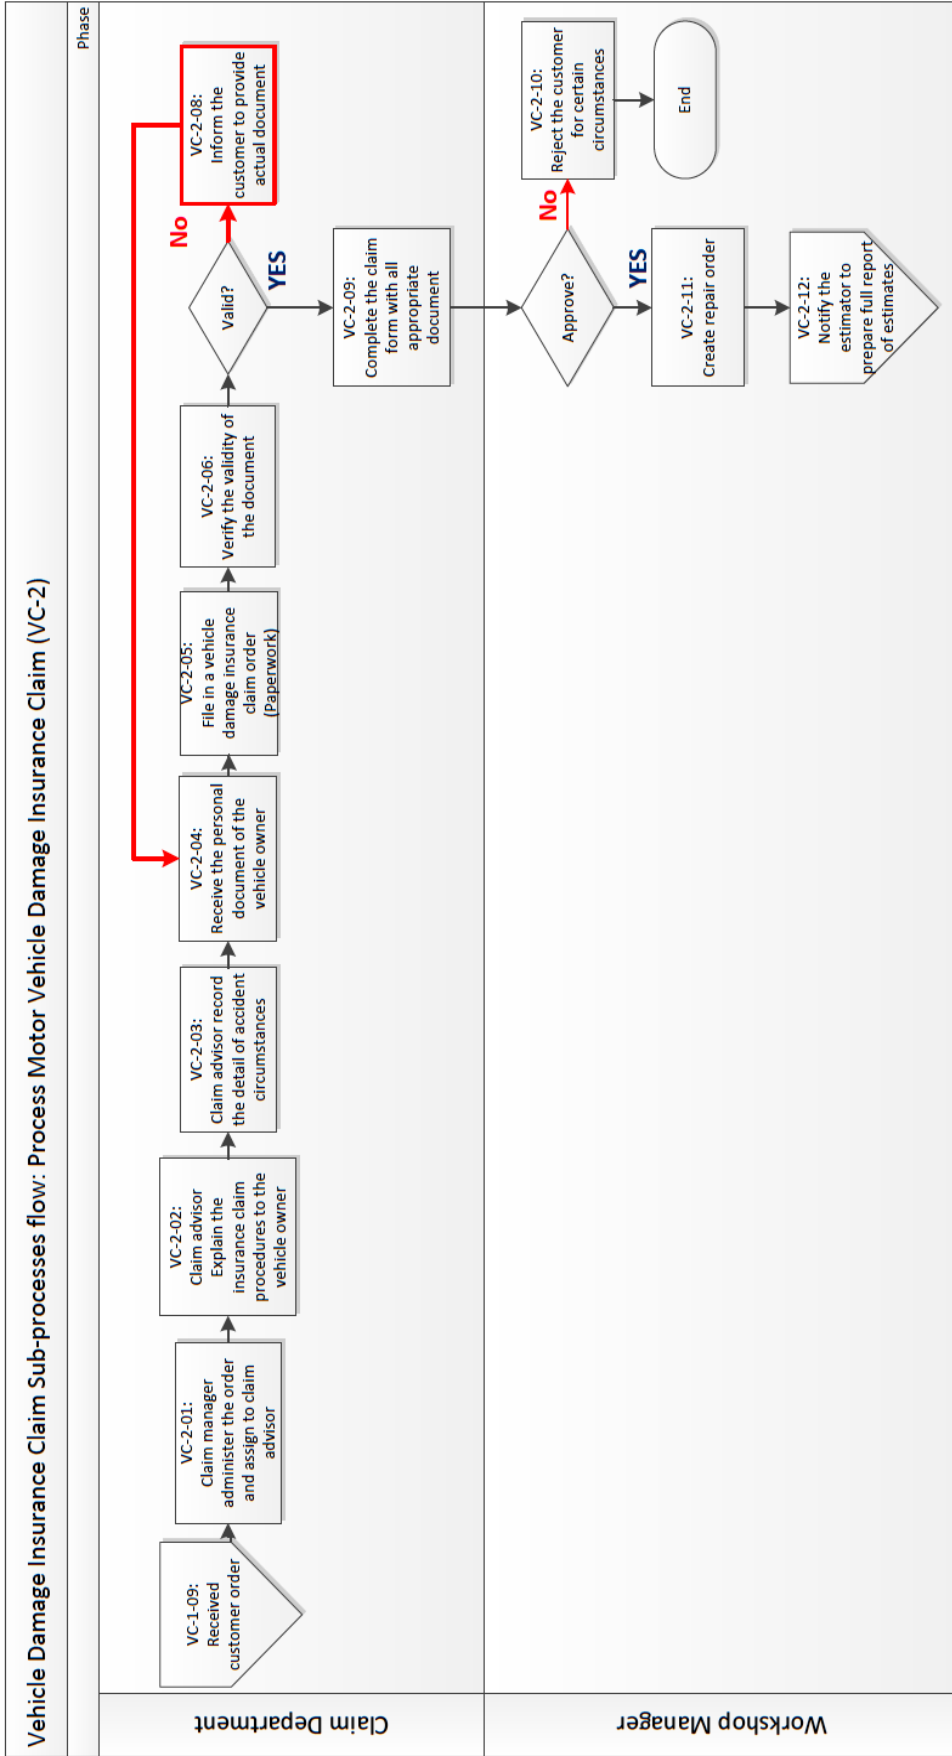 Vehicle Damage Insurance Claim Sub-processes flow: Process Motor Vehicle Damage Insurance Claim (VC-2)
Phase
Claim Department
VC-1-09:
Received
customer order
VC-2-01:
Claim manager
administer the order
and assign to claim
advisor
VC-2-02:
Claim advisor
Explain the
insurance claim
procedures to the
vehicle owner
VC-2-03:
Claim advisor record
the detail of accident
circumstances
VC-2-04:
Receive the personal
document of the
vehicle owner
VC-2-05:
File in a vehicle
damage insurance
claim order
(Paperwork)
VC-2-06:
Verify the validity of
the document
Valid?
No
VC-2-08:
Inform the
customer to provide
actual document
YES
VC-2-09:
Complete the claim
form with all
appropriate
document
Workshop Manager
Approve?
No
VC-2-10:
Reject the customer
for certain
circumstances
End
YES
VC-2-11:
Create repair order
VC-2-12:
Notify the
estimator to
prepare full report
of estimates